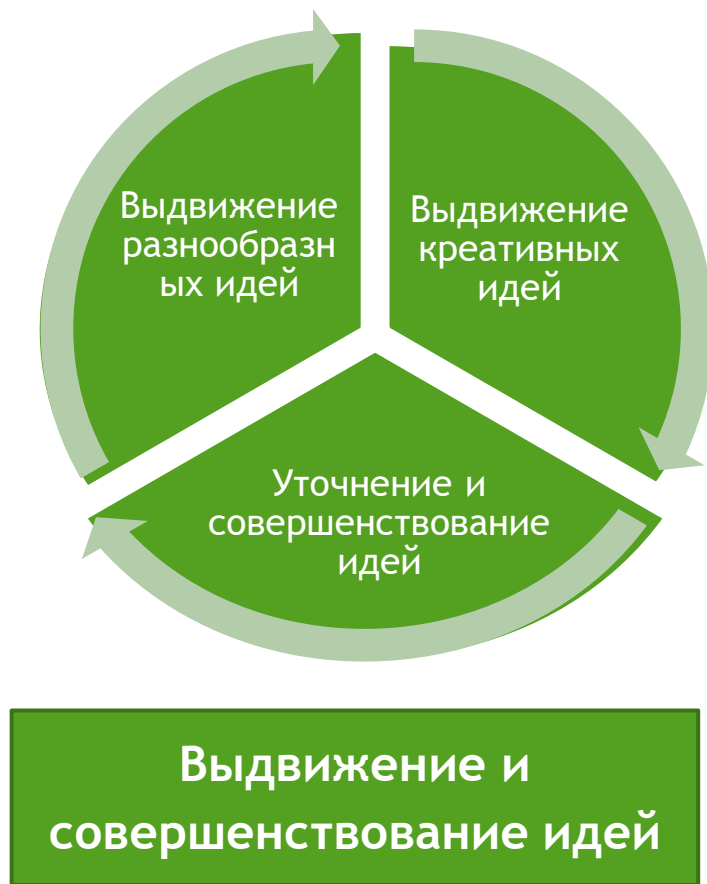 Выдвижение
разнообразн
ых идей
Выдвижение
креативных
идей
Уточнение и
совершенствование
идей
Выдвижение и
совершенствование идей